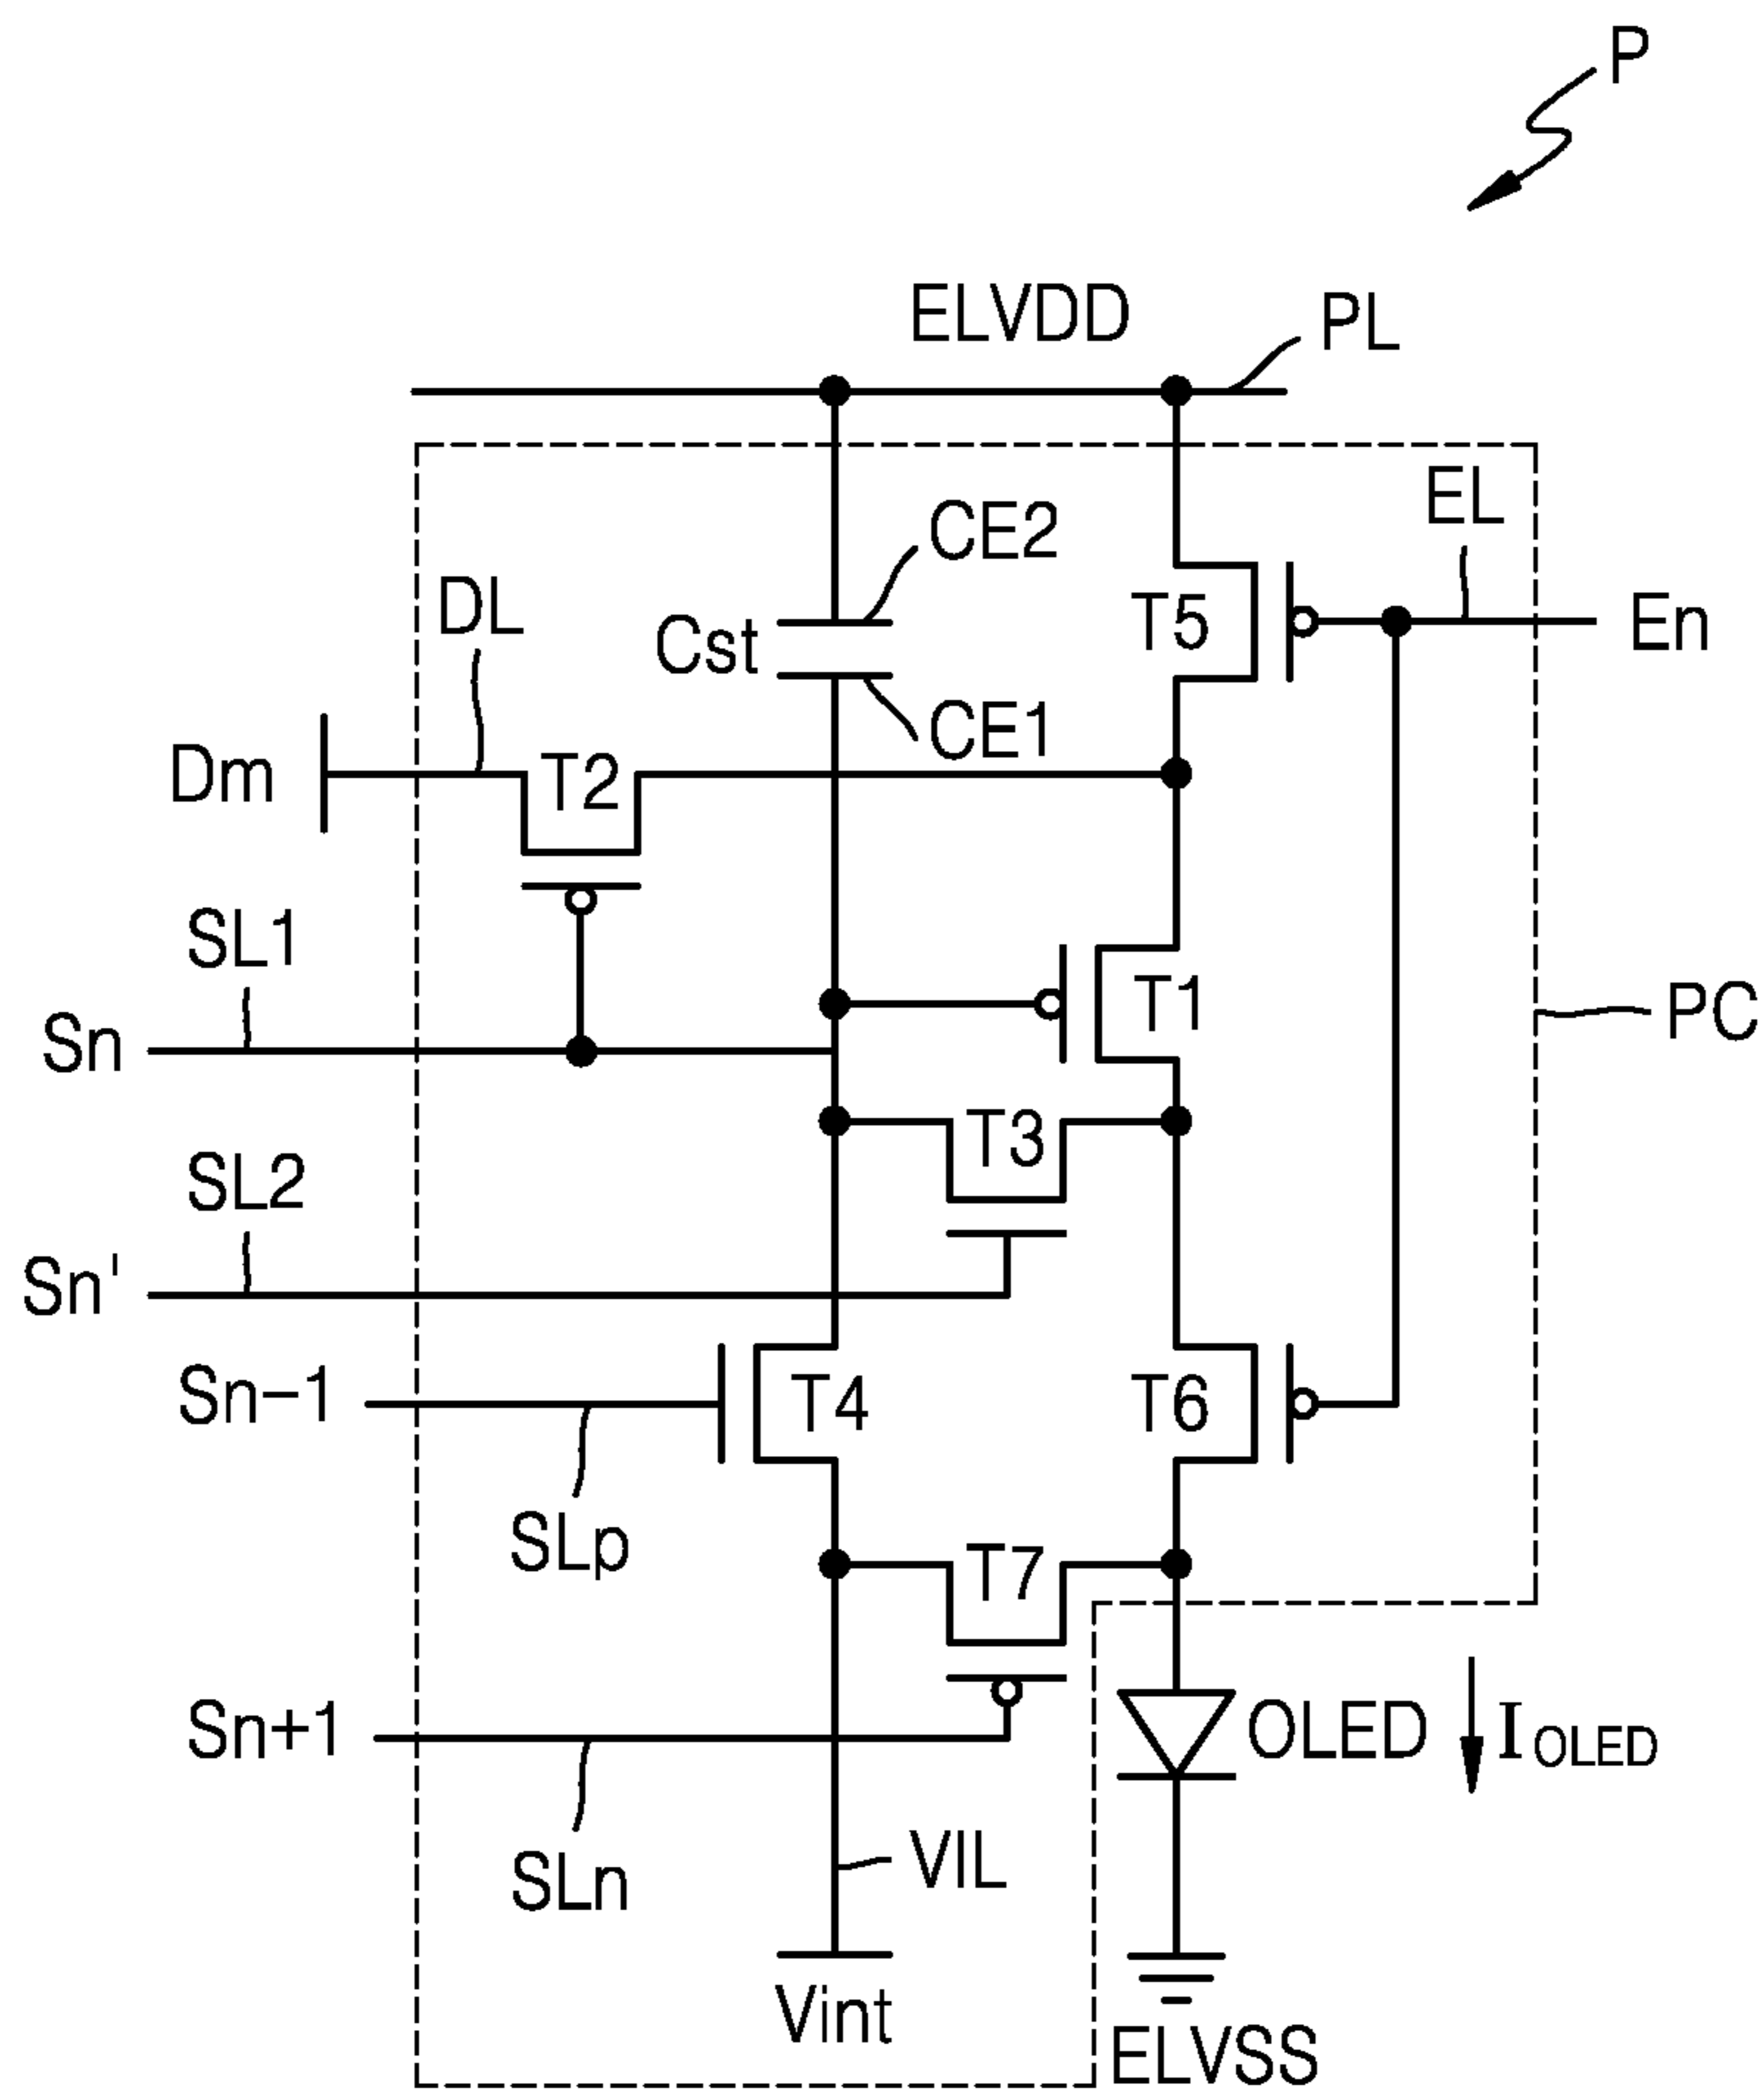 P
ELVDD
PL
EL
CE2
DL
T5
En
Cst
CE1
Dm
T2
SL1
T1
PC
Sn
T3
SL2
Sn'
Sn-1
T4
T6
SLp
T7
Sn+1
OLED
IOLED
SLn
VIL
Vint
ELVSS